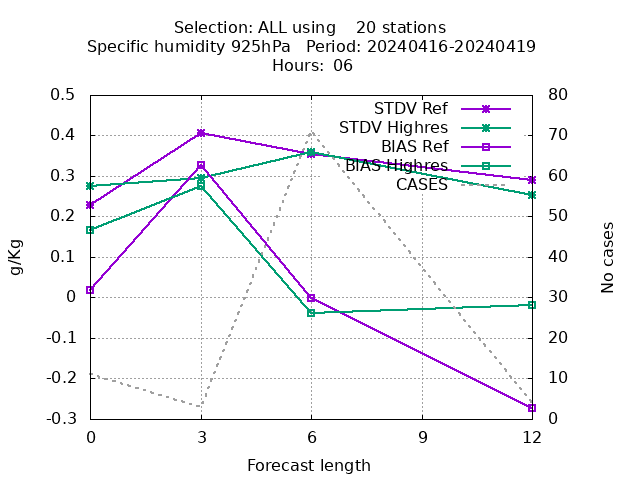 Selection: ALL using    20 stations
Specific humidity 925hPa   Period: 20240416-20240419
Hours:  06
STDV Ref
STDV Highres
BIAS Ref
BIAS Highres
CASES
0.5
0.4
0.3
0.2
0.1
0
-0.1
-0.2
-0.3
g/Kg
80
70
60
50
40
30
20
10
0
No cases
0 3 6 9 12
Forecast length